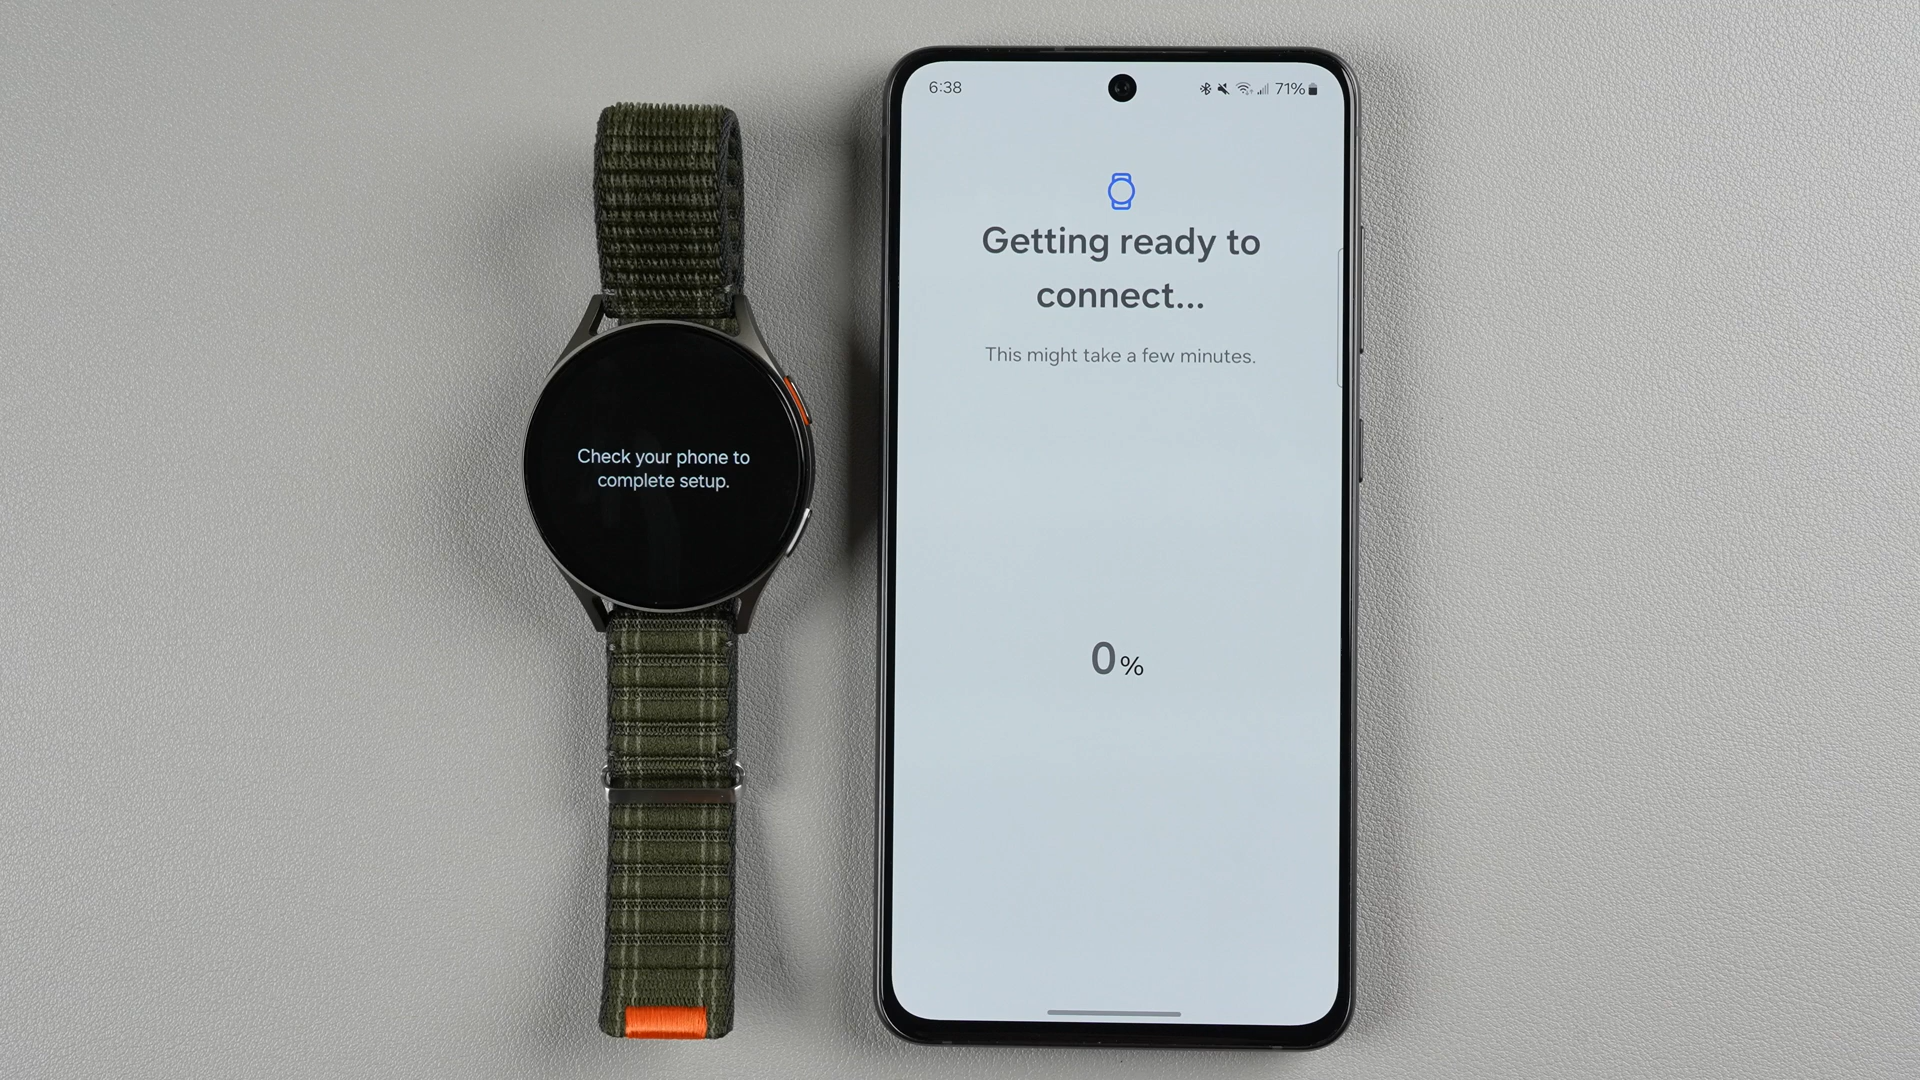 Check your phone to
complete setup.
6:38
71%
Getting ready to
connect...
This might take a few minutes.
0%